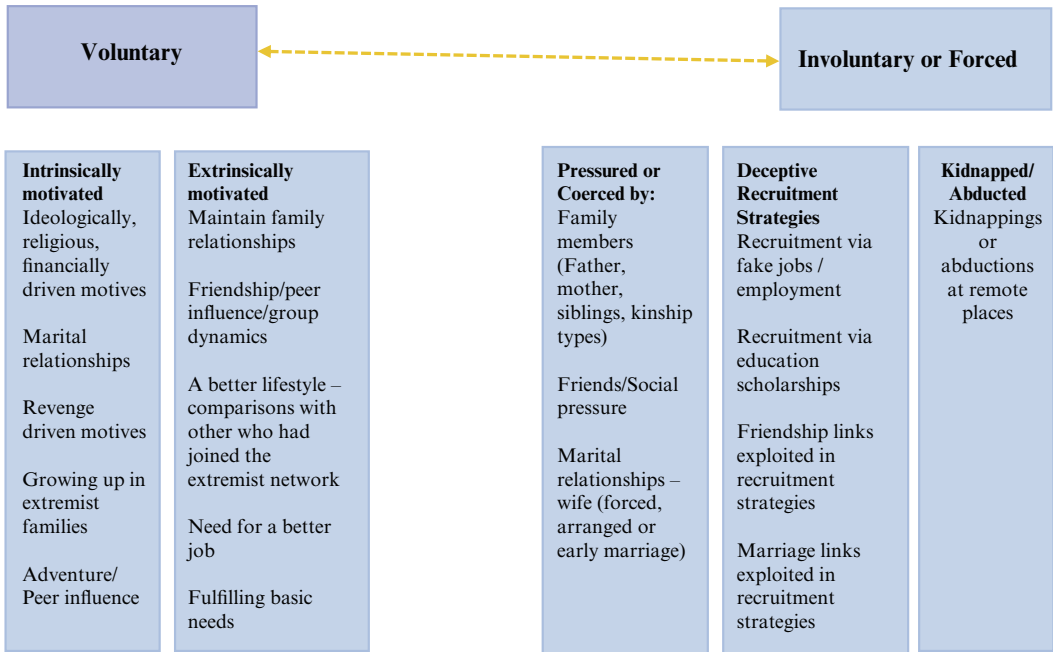 Voluntary
Involuntary or Forced
Intrinsically
motivated
Ideologically,
religious,
financially
driven motives
Marital
relationships
Revenge
driven motives
Growing up in
extremist
families
Adventure/
Peer influence
Extrinsically
motivated
Maintain family
relationships
Friendship/peer
influence/group
dynamics
A better lifestyle –
comparisons with
other who had
joined the
extremist network
Need for a better
job
Fulfilling basic
needs
Pressured or
Coerced by:
Family
members
(Father,
mother,
siblings, kinship
types)
Friends/Social
pressure
Marital
relationships –
wife (forced,
arranged or
early marriage)
Deceptive
Recruitment
Strategies
Recruitment via
fake jobs /
employment
Recruitment via
education
scholarships
Friendship links
exploited in
recruitment
strategies
Marriage links
exploited in
recruitment
strategies
Kidnapped/
Abducted
Kidnappings
or
abductions
at remote
places